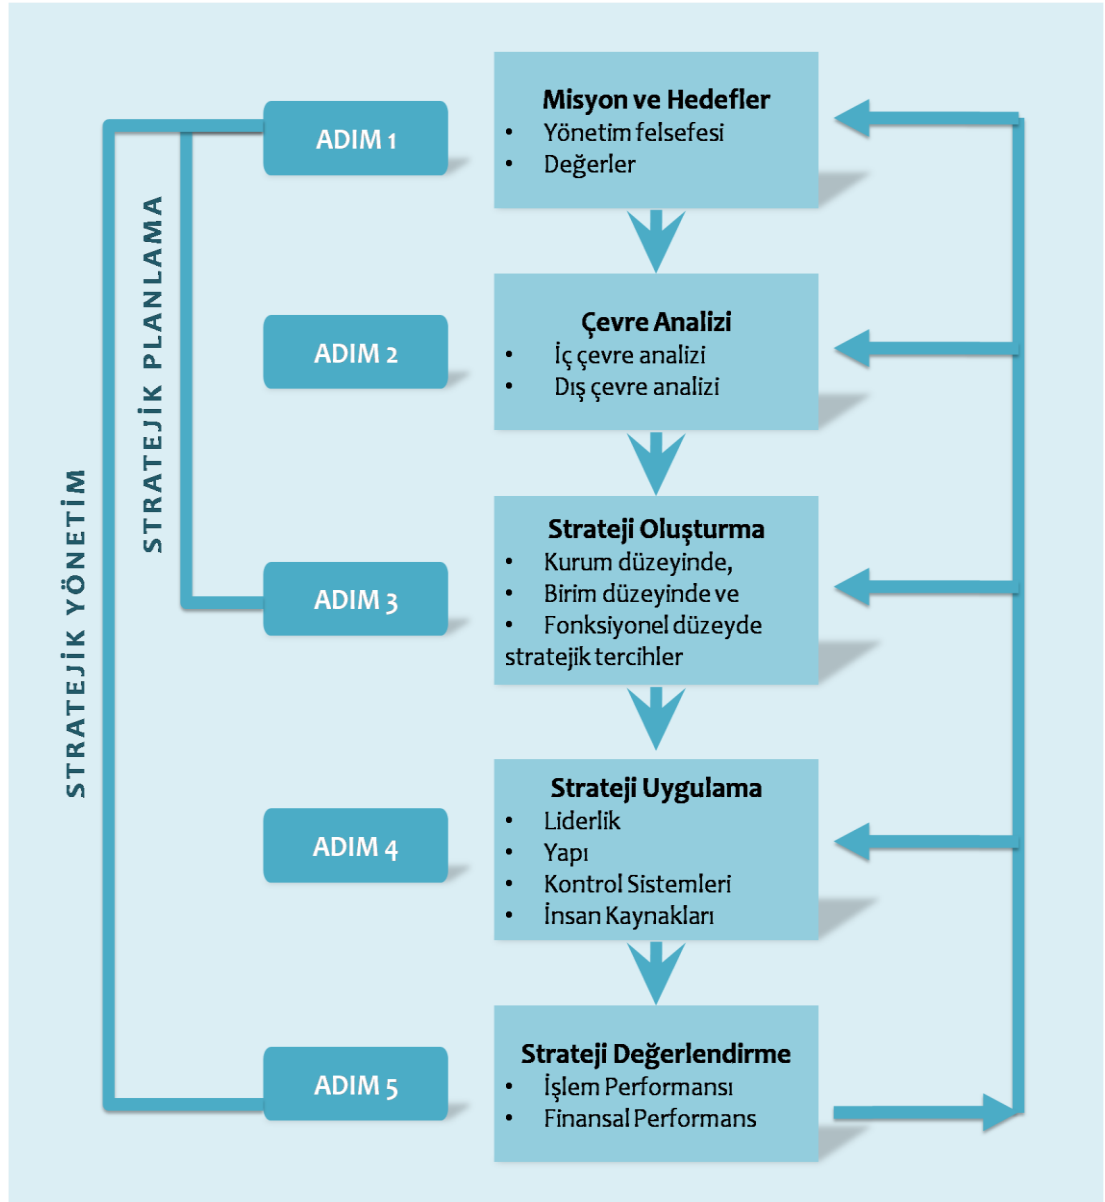 ADIM 1
Misyon ve Hedefler
• Yönetim felsefesi
• Değerler
STRATEJİK PLANLAMA
STRATEJİK YÖNETİM
ADIM 2
Çevre Analizi
• İç çevre analizi
• Dış çevre analizi
ADIM 3
Strateji Oluşturma
• Kurum düzeyinde,
• Birim düzeyinde ve
• Fonksiyonel düzeyde
stratejik tercihler
ADIM 4
Strateji Uygulama
• Liderlik
• Yapı
• Kontrol Sistemleri
• İnsan Kaynakları
ADIM 5
Strateji Değerlendirme
• İşlem Performansı
• Finansal Performans